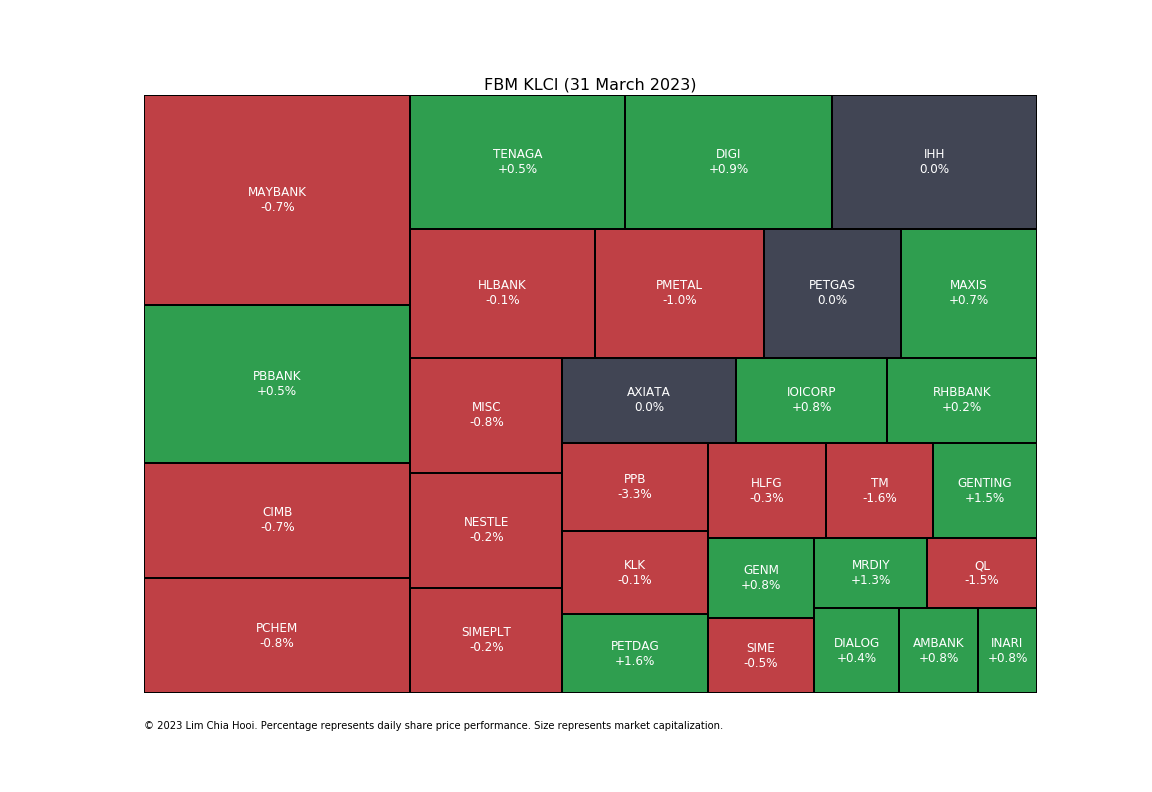 FBM KLCI (31 March 2023)
MAYBANK
-0.7%
TENAGA
+0.5%
DIGI
+0.9%
IHH
0.0%
HLBANK
-0.1%
PMETAL
-1.0%
PETGAS
0.0%
MAXIS
+0.7%
PBBANK
+0.5%
MISC
-0.8%
AXIATA
0.0%
IOICORP
+0.8%
RHBBANK
+0.2%
PPB
-3.3%
HLFG
-0.3%
TM
-1.6%
GENTING
+1.5%
CIMB
-0.7%
NESTLE
-0.2%
KLK
-0.1%
GENM
+0.8%
MRDIY
+1.3%
QL
-1.5%
PCHEM
-0.8%
SIMEPLT
-0.2%
PETDAG
+1.6%
SIME
-0.5%
DIALOG
+0.4%
AMBANK
+0.8%
INARI
+0.8%
© 2023 Lim Chia Hooi. Percentage represents daily share price performance. Size represents market capitalization.